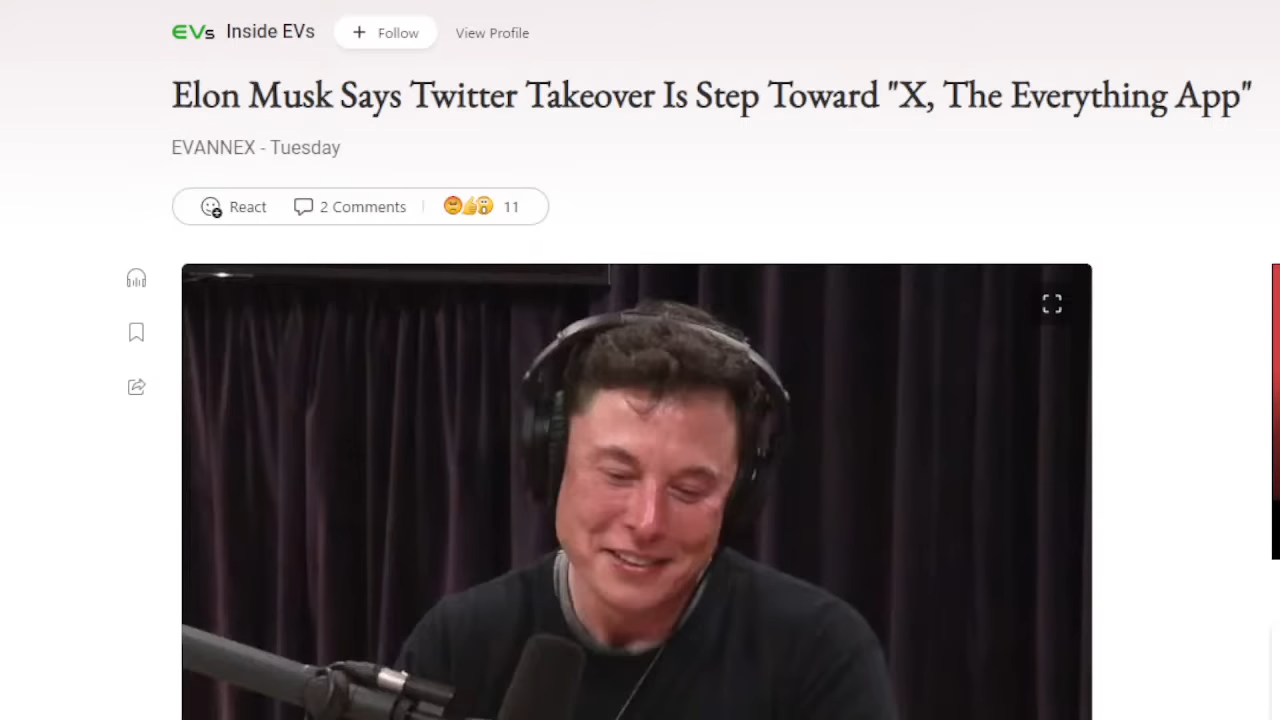 EVs Inside EVs + Follow View Profile
Elon Musk Says Twitter Takeover Is Step Toward "X, The Everything App"
EVANNEX - Tuesday
React 2 Comments 11